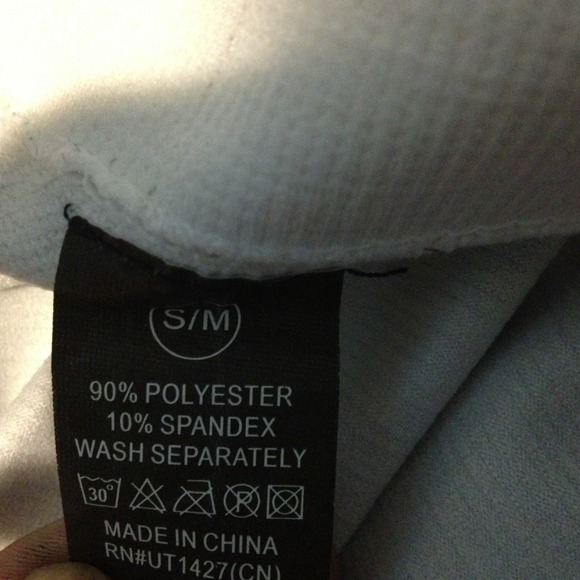 S/M
90% POLYESTER
10% SPANDEX
WASH SEPARATELY
30° R
MADE IN CHINA
RN#UT1427(CN)